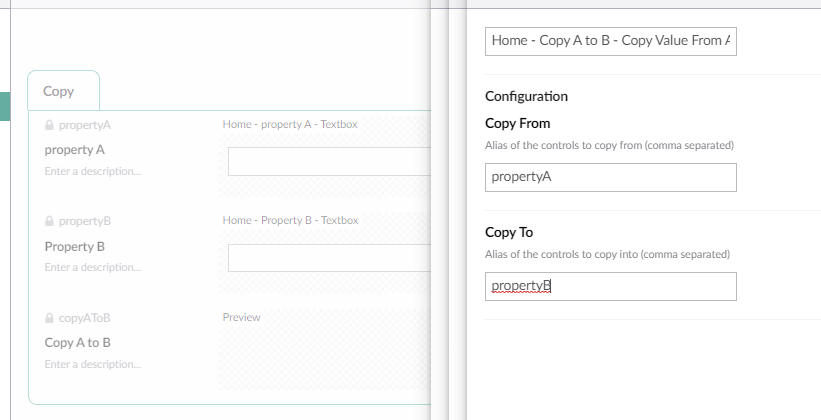 Copy
propertyA
property A
Enter a description...
Home - property A - Textbox
propertyB
Property B
Enter a description...
Home - Property B - Textbox
copyAToB
Copy A to B
Enter a description...
Preview
Home - Copy A to B - Copy Value From A
Configuration
Copy From
Alias of the controls to copy from (comma separated)
propertyA
Copy To
Alias of the controls to copy into (comma separated)
propertyB